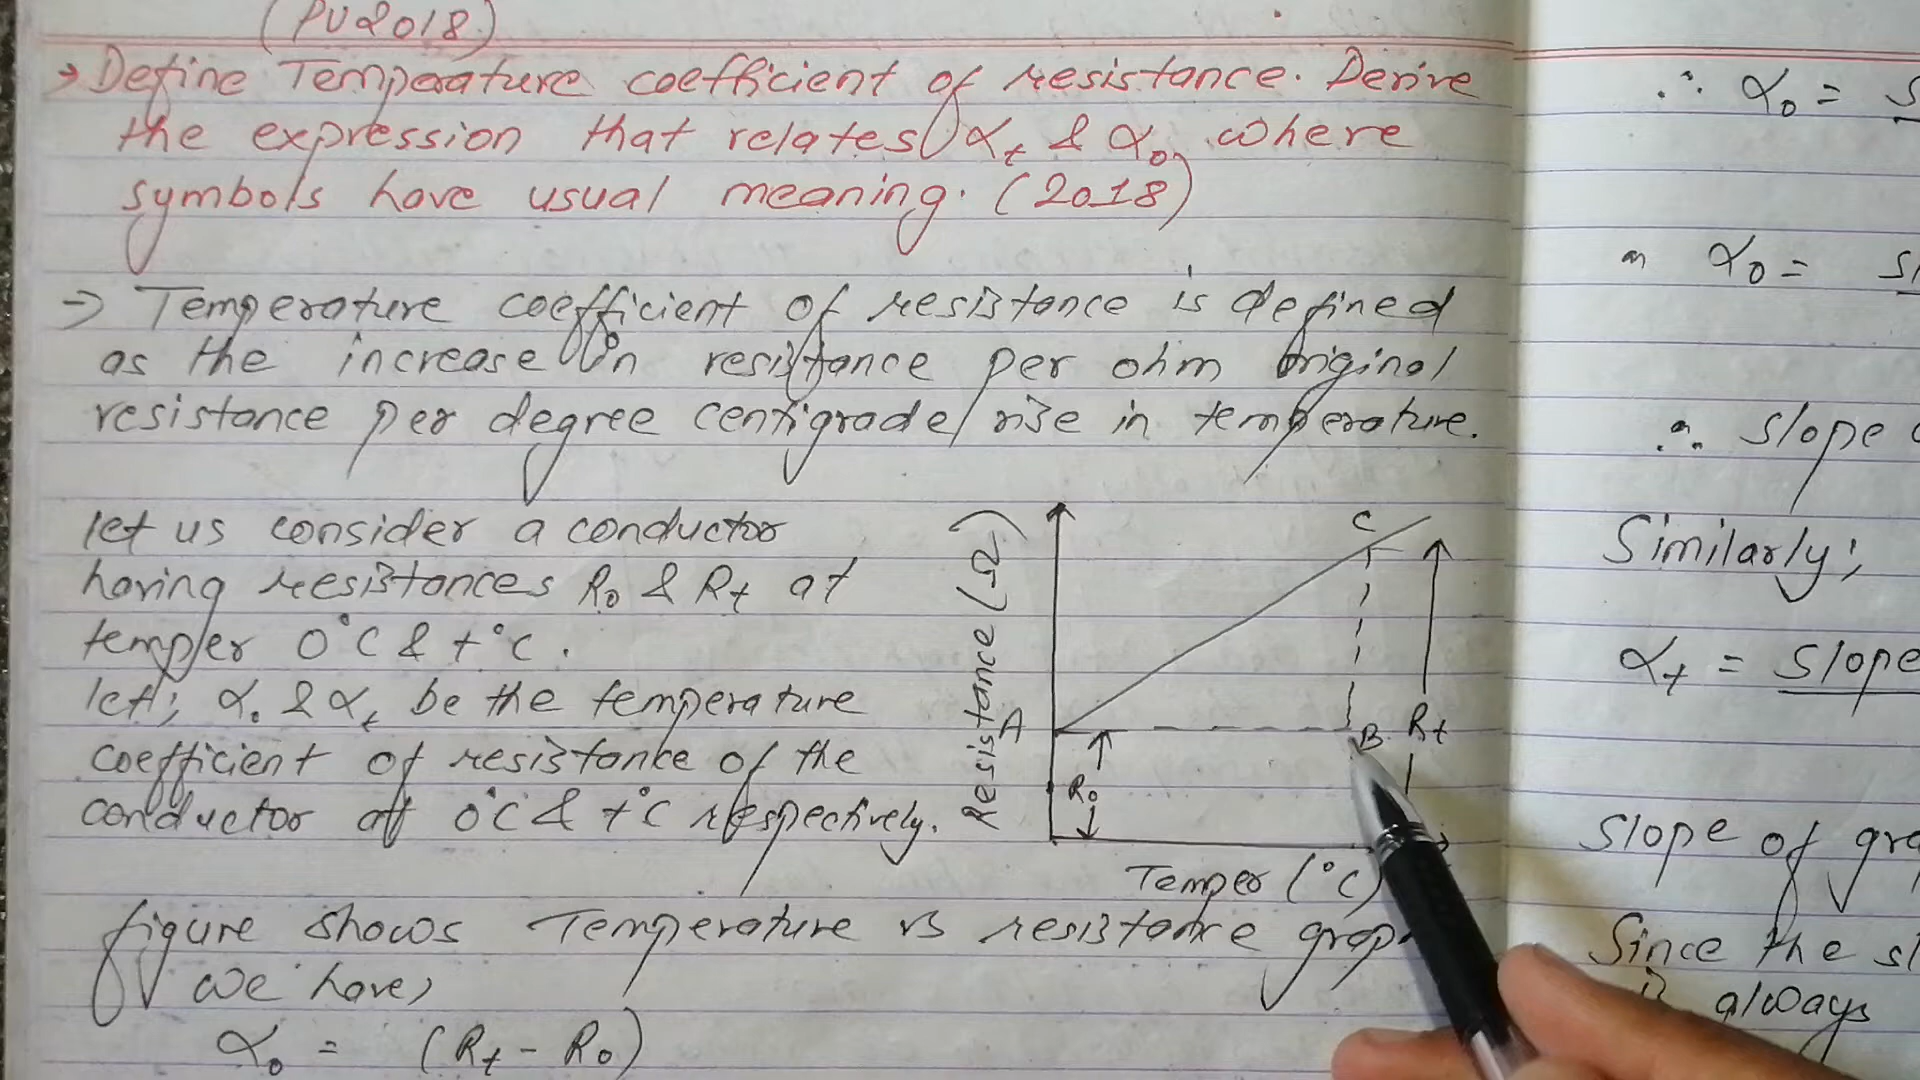 (PU2018)
→ Define Temperature coefficient of resistance. Derive
the expression that relates αt & α0, where
symbols have usual meaning. (2018)
⇒ Temperature coefficient of resistance is defined
as the increase in resistance per ohm original
resistance per degree centigrade rise in temperature.
let us consider a conductor
having resistances R0 & Rt at
temper 0°C & t°C.
let; α0 & αt be the temperature
coefficient of resistance of the
conductor at 0°C & t°C respectively.
Resistance (Ω)
C
A
B
Rt
R0
Temper (°C)
figure shows Temperature vs resistance
we have,
α0 = (Rt - R0)
∴ α0 =
α0 =
∴ slope
Similarly;
αt = slope
Slope of
Since the
always